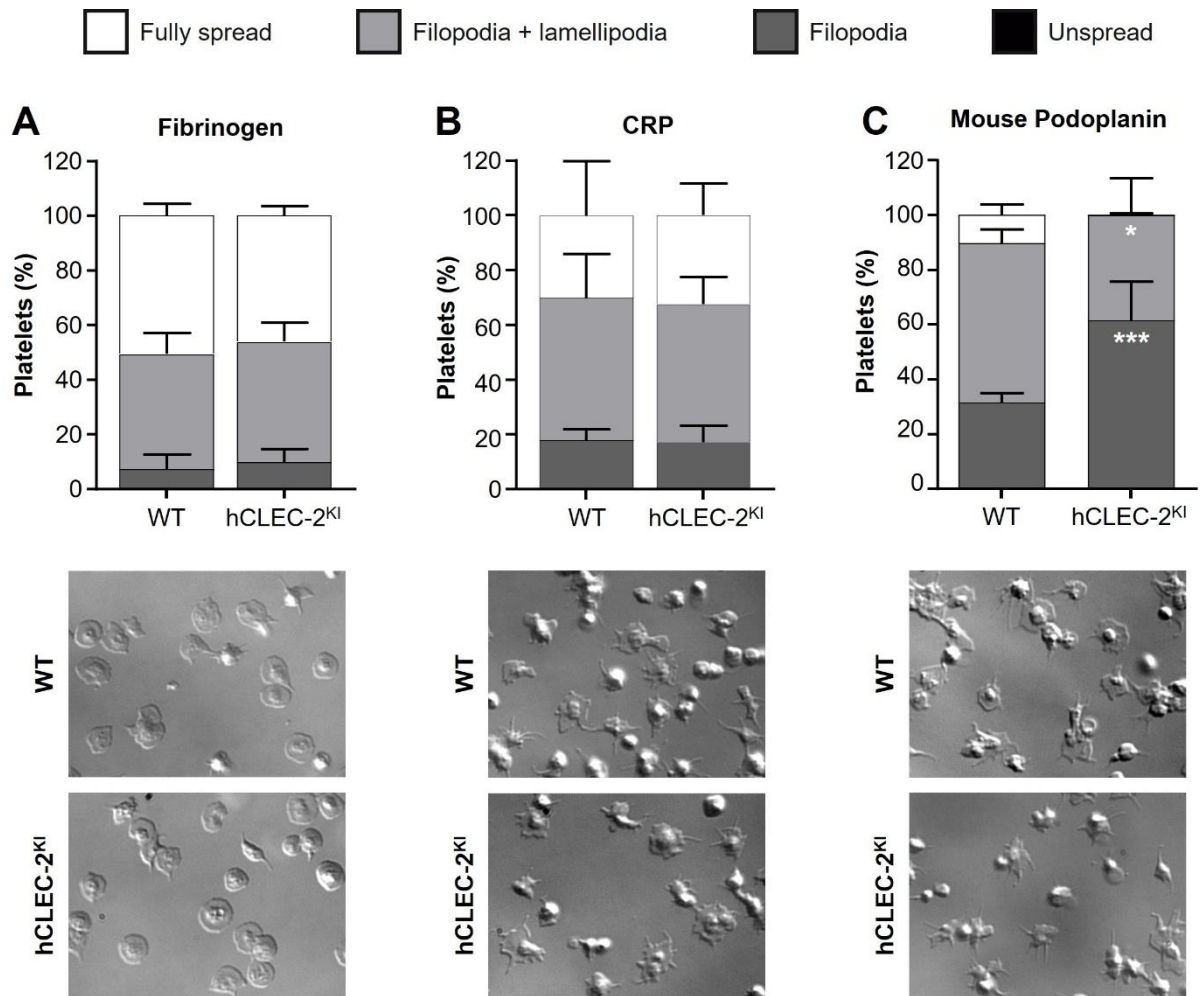 Fully spread Filopodia + lamellipodia Filopodia Unspread
A Fibrinogen
120
100
80
60
40
20
0
Platelets (%)
WT hCLEC-2KI
B CRP
120
100
80
60
40
20
0
Platelets (%)
WT hCLEC-2KI
C Mouse Podoplanin
120
100
80
60
40
20
0
Platelets (%)
*
***
WT hCLEC-2KI
WT
WT
WT
hCLEC-2KI
hCLEC-2KI
hCLEC-2KI